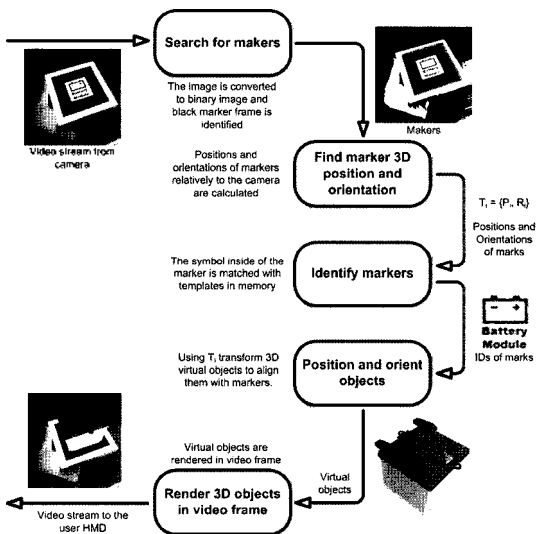 Search for makers
The image is converted
to binary image and
black marker frame is
identified
Video stream from
camera
Makers
Positions and
orientations of markers
relatively to the camera
are calculated
Find marker 3D
position and
orientation
Tᵢ = {Pᵢ, Rᵢ}
Positions and
Orientations
of marks
The symbol inside of the
marker is matched with
templates in memory
Identify markers
Battery
Module
IDs of marks
Using Tᵢ transform 3D
virtual objects to align
them with markers.
Position and orient
objects
Virtual objects are
rendered in video frame
Virtual
objects
Render 3D objects
in video frame
Video stream to the
user HMD